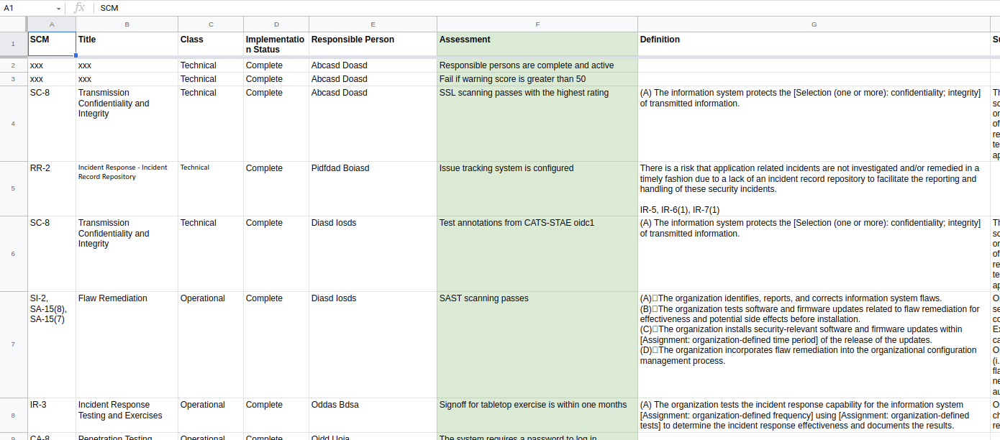 A1 fx SCM
A B C D E F G
1 SCM Title Class Implementatio Responsible Person Assessment Definition Su
n Status
2 xxx xxx Technical Complete Abcasd Doasd Responsible persons are complete and active
3 xxx xxx Technical Complete Abcasd Doasd Fail if warning score is greater than 50
4 SC-8 Transmission Technical Complete Abcasd Doasd SSL scanning passes with the highest rating (A) The information system protects the [Selection (one or more): confidentiality; integrity]
Confidentiality and of transmitted information.
Integrity
5 RR-2 Incident Response - Incident Technical Complete Pidfdad Boiasd Issue tracking system is configured There is a risk that application related incidents are not investigated and/or remedied in a
Record Repository timely fashion due to a lack of an incident record repository to facilitate the reporting and
handling of these security incidents.
IR-5, IR-6(1), IR-7(1)
6 SC-8 Transmission Technical Complete Diasd Iosds Test annotations from CATS-STAE oidc1 (A) The information system protects the [Selection (one or more): confidentiality; integrity]
Confidentiality and of transmitted information.
Integrity
7 SI-2, Flaw Remediation Operational Complete Diasd Iosds SAST scanning passes (A) The organization identifies, reports, and corrects information system flaws.
SA-15(8), (B) The organization tests software and firmware updates related to flaw remediation for
SA-15(7) effectiveness and potential side effects before installation.
(C) The organization installs security-relevant software and firmware updates within
[Assignment: organization-defined time period] of the release of the updates.
(D) The organization incorporates flaw remediation into the organizational configuration
management process.
8 IR-3 Incident Response Operational Complete Oddas Bdsa Signoff for tabletop exercise is within one months (A) The organization tests the incident response capability for the information system
Testing and Exercises [Assignment: organization-defined frequency] using [Assignment: organization-defined
tests] to determine the incident response effectiveness and documents the results.
9 CA-8 Penetration Testing Operational Complete Oidd Uoia The system requires a password to log in